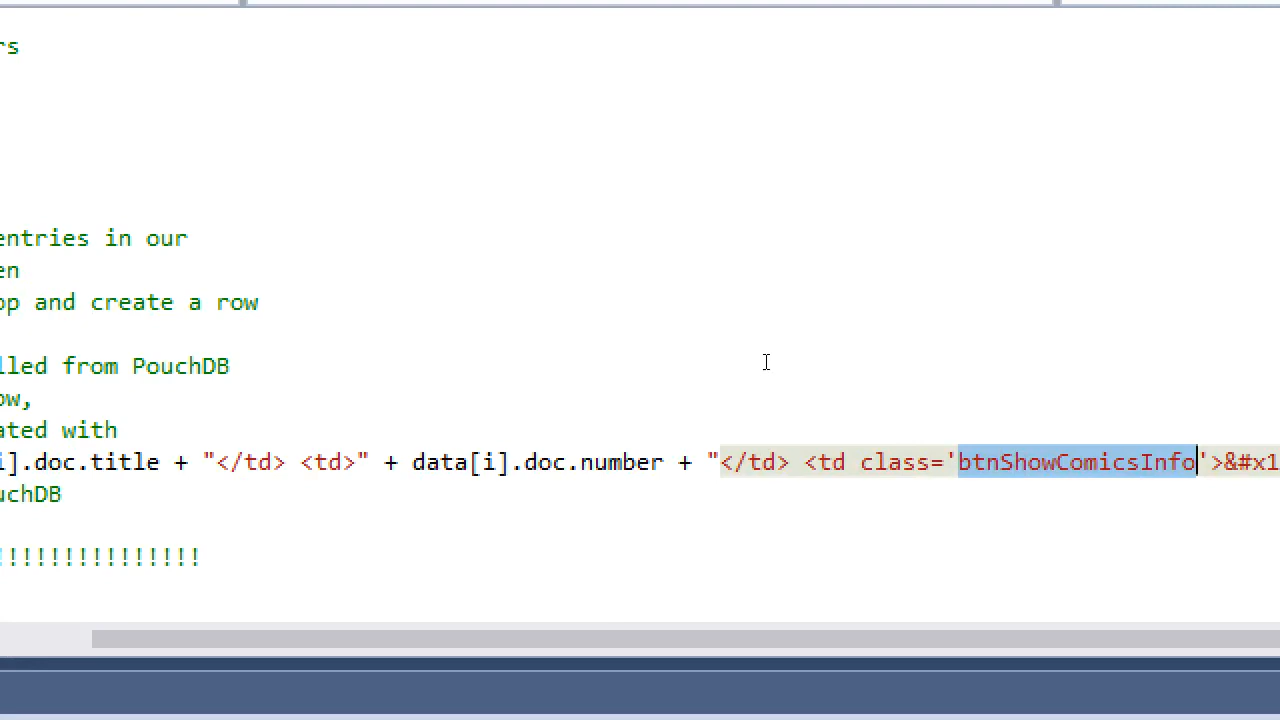 rs
entries in our
en
op and create a row
lled from PouchDB
ow,
ated with
i].doc.title + "</td> <td>" + data[i].doc.number + "</td> <td class='btnShowComicsInfo'>&#x1
uchDB
!!!!!!!!!!!!!!